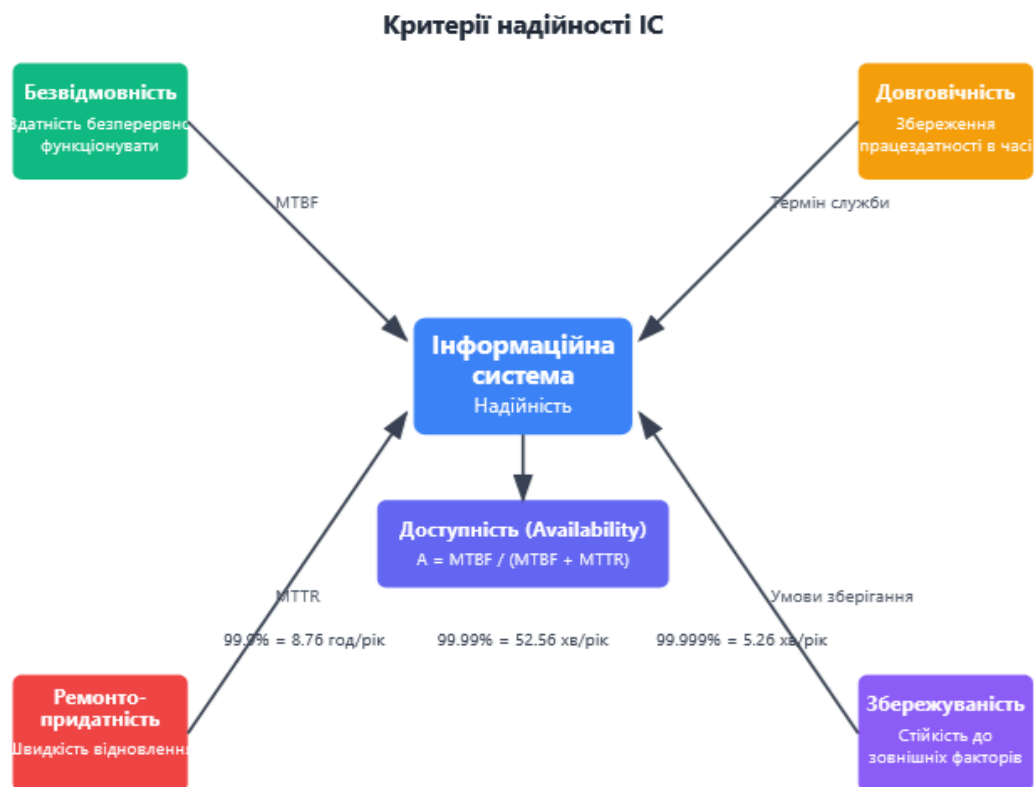 Критерії надійності ІС
Безвідмовність
Здатність безперервно
функціонувати
Довговічність
Збереження
працездатності в часі
MTBF
Термін служби
Інформаційна
система
Надійність
Доступність (Availability)
A = MTBF / (MTBF + MTTR)
MTTR
Умови зберігання
99.9% = 8.76 год/рік
99.99% = 52.56 хв/рік
99.999% = 5.26 хв/рік
Ремонто-
придатність
Швидкість відновлення
Збережуваність
Стійкість до
зовнішніх факторів